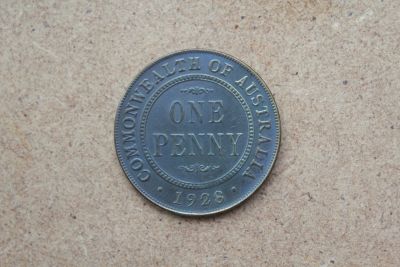 COMMONWEALTH OF AUSTRALIA
ONE
PENNY
1928